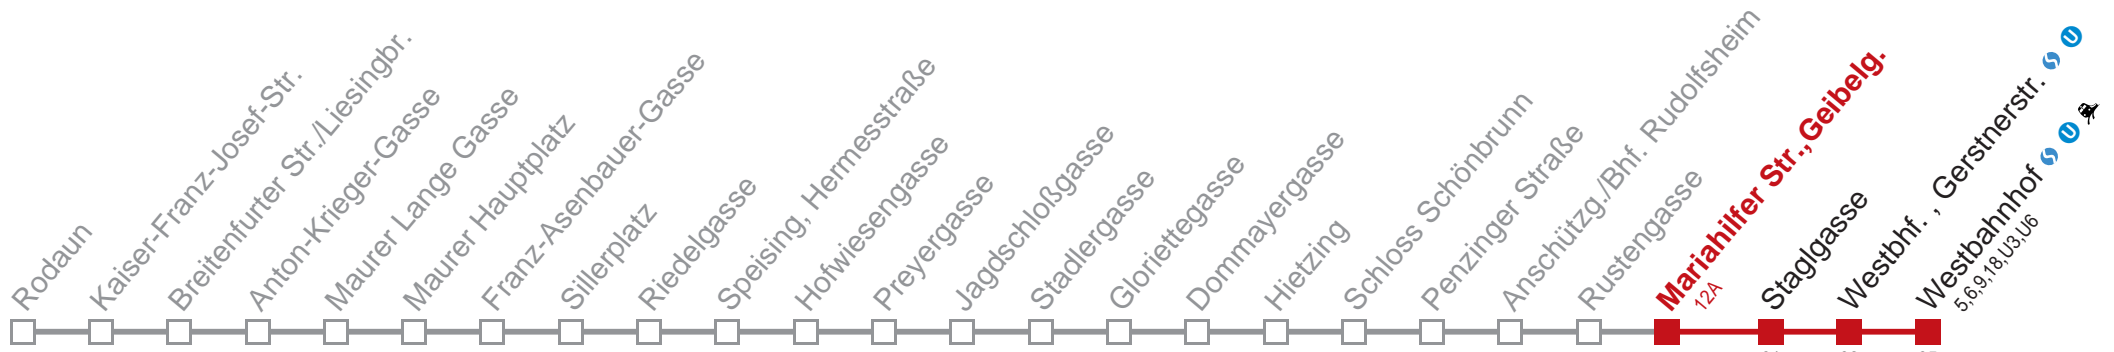 Rodaun
Kaiser-Franz-Josef-Str.
Breitenfurter Str./Liesingbr.
Anton-Krieger-Gasse
Maurer Lange Gasse
Maurer Hauptplatz
Franz-Asenbauer-Gasse
Sillerplatz
Riedelgasse
Speising, Hermesstraße
Hofwiesengasse
Preyergasse
Jagdschloßgasse
Stadlergasse
Gloriettegasse
Dommayergasse
Hietzing
Schloss Schönbrunn
Penzinger Straße
Anschützg./Bhf. Rudolfsheim
Rustengasse
Mariahilfer Str.,Geibelg.
12A
Staglgasse
Westbhf. , Gerstnerstr. S U
Westbahnhof S U
5,6,9,18,U3,U6